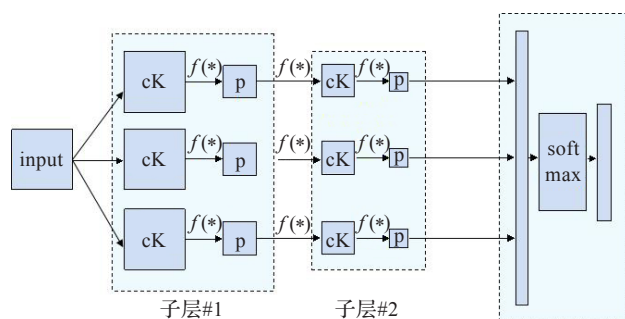 cK f(*) p f(*) cK f(*) p
input cK f(*) p f(*) cK f(*) p soft
max
cK f(*) p f(*) cK f(*) p
子层#1 子层#2